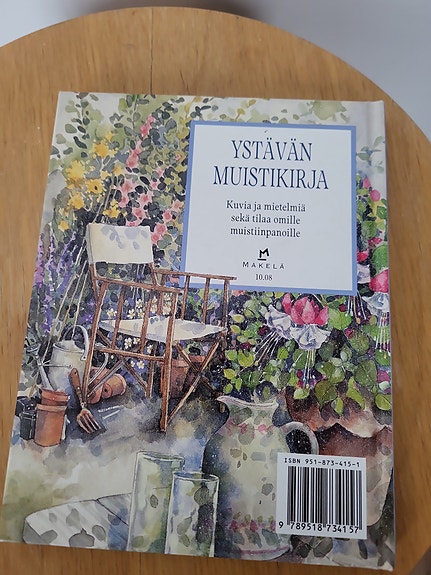 YSTÄVÄN
MUISTIKIRJA
Kuvia ja mietelmiä
sekä tilaa omille
muistiinpanoille
M
MÄKELÄ
10.08
ISBN 951-873-415-1
9 789518 734157